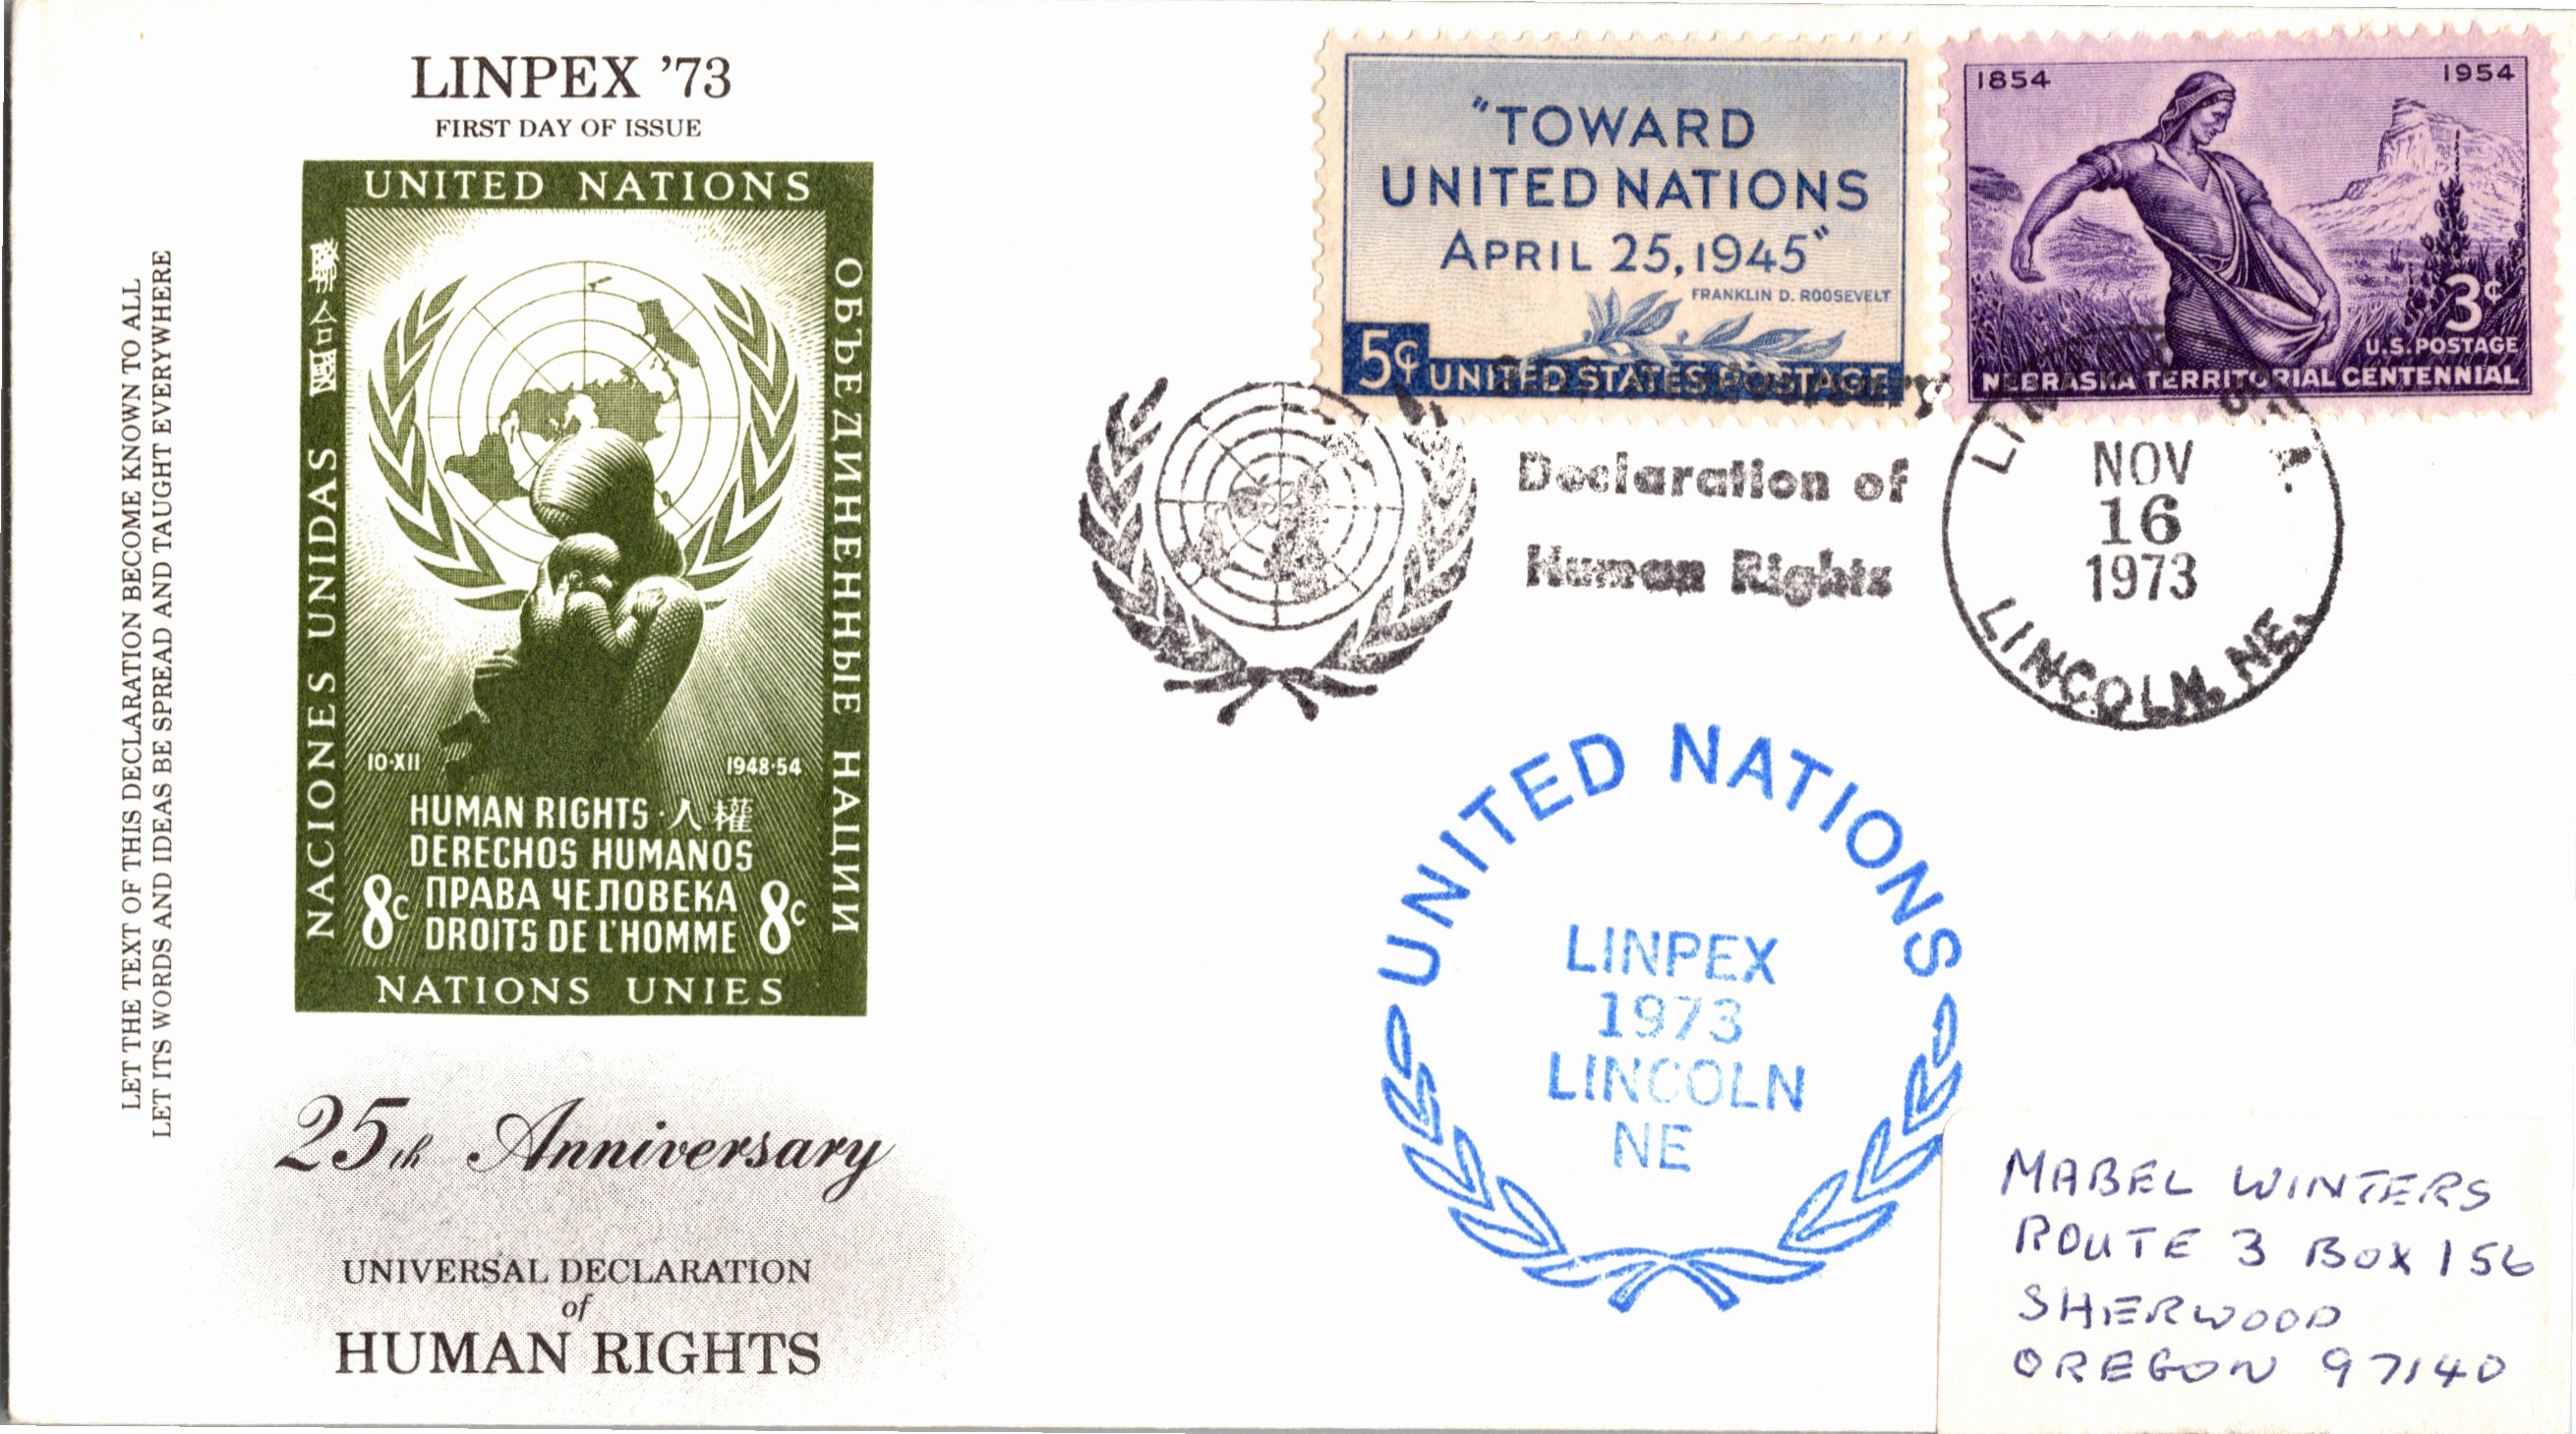 LINPEX '73
FIRST DAY OF ISSUE
LET THE TEXT OF THIS DECLARATION BECOME KNOWN TO ALL
LET ITS WORDS AND IDEAS BE SPREAD AND TAUGHT EVERYWHERE
UNITED NATIONS
聯合國
NACIONES UNIDAS
ОБЪЕДИНЕННЫЕ НАЦИИ
10·XII 1948·54
HUMAN RIGHTS · 人權
DERECHOS HUMANOS
8c ПРАВА ЧЕЛОВЕКА 8c
DROITS DE L'HOMME
NATIONS UNIES
25th Anniversary
UNIVERSAL DECLARATION
of
HUMAN RIGHTS
"TOWARD
UNITED NATIONS
APRIL 25, 1945"
FRANKLIN D. ROOSEVELT
5¢ UNITED STATES POSTAGE
1854 1954
3¢
U.S. POSTAGE
NEBRASKA TERRITORIAL CENTENNIAL
Anniversary
Declaration of
Human Rights
NOV
16
1973
LINCOLN, NE.
UNITED NATIONS
LINPEX
1973
LINCOLN
NE
MABEL WINTERS
ROUTE 3 BOX 156
SHERWOOD
OREGON 97140